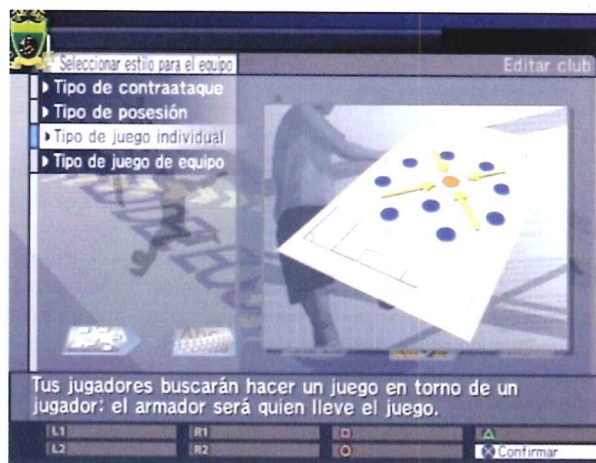 Seleccionar estilo para el equipo
Editar club
Tipo de contraataque
Tipo de posesión
Tipo de juego individual
Tipo de juego de equipo
Tus jugadores buscarán hacer un juego en torno de un
jugador: el armador será quien lleve el juego.
L1 R1
L2 R2 Confirmar